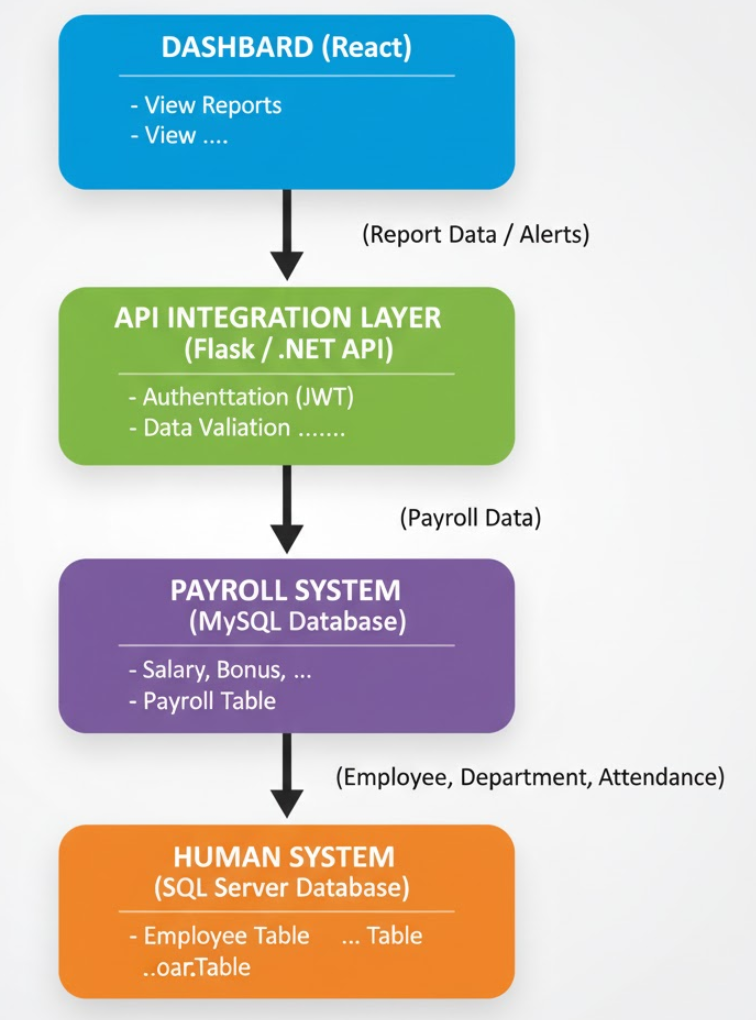 DASHBARD (React)
- View Reports
- View ....
(Report Data / Alerts)
API INTEGRATION LAYER
(Flask / .NET API)
- Authenttation (JWT)
- Data Valiation .......
(Payroll Data)
PAYROLL SYSTEM
(MySQL Database)
- Salary, Bonus, ...
- Payroll Table
(Employee, Department, Attendance)
HUMAN SYSTEM
(SQL Server Database)
- Employee Table ... Table
..oar.Table